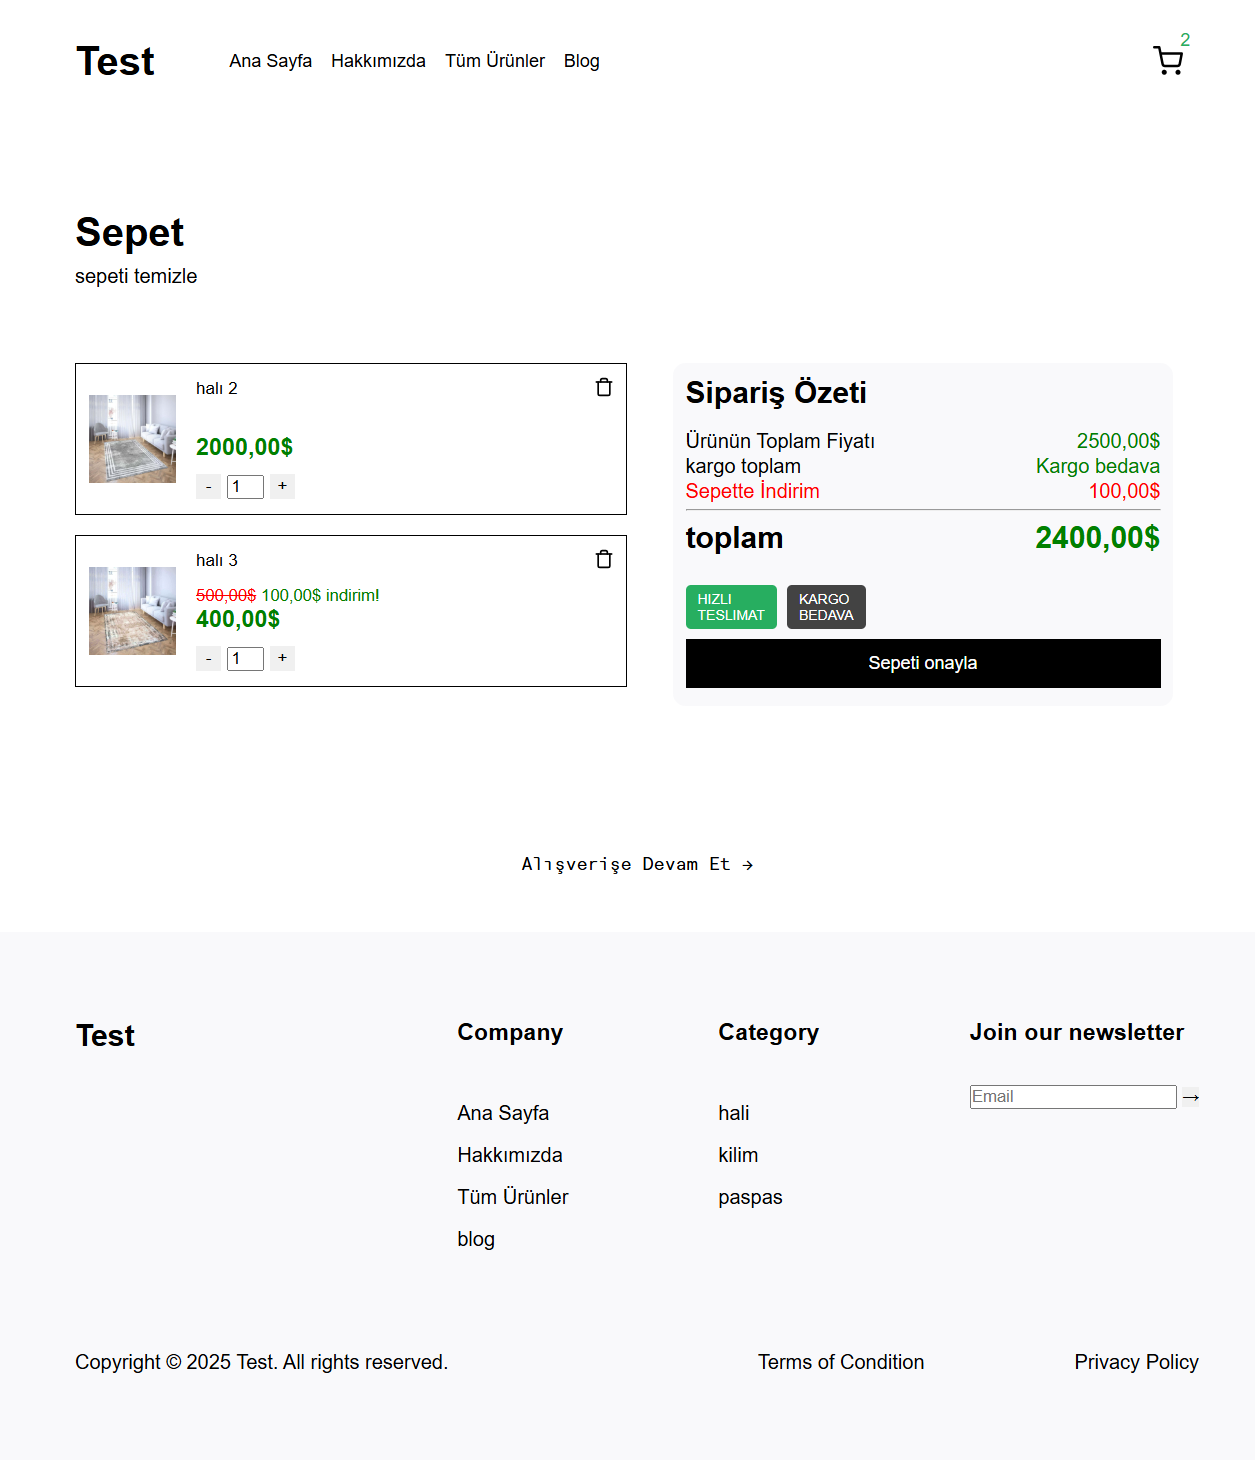 Test
Ana Sayfa Hakkımızda Tüm Ürünler Blog
2
Sepet
sepeti temizle
halı 2
2000,00$
- 1 +
halı 3
500,00$ 100,00$ indirim!
400,00$
- 1 +
Sipariş Özeti
Ürünün Toplam Fiyatı 2500,00$
kargo toplam Kargo bedava
Sepette İndirim 100,00$
toplam 2400,00$
HIZLI
TESLIMAT
KARGO
BEDAVA
Sepeti onayla
Alışverişe Devam Et →
Test
Company
Ana Sayfa
Hakkımızda
Tüm Ürünler
blog
Category
hali
kilim
paspas
Join our newsletter
Email →
Copyright © 2025 Test. All rights reserved.
Terms of Condition
Privacy Policy